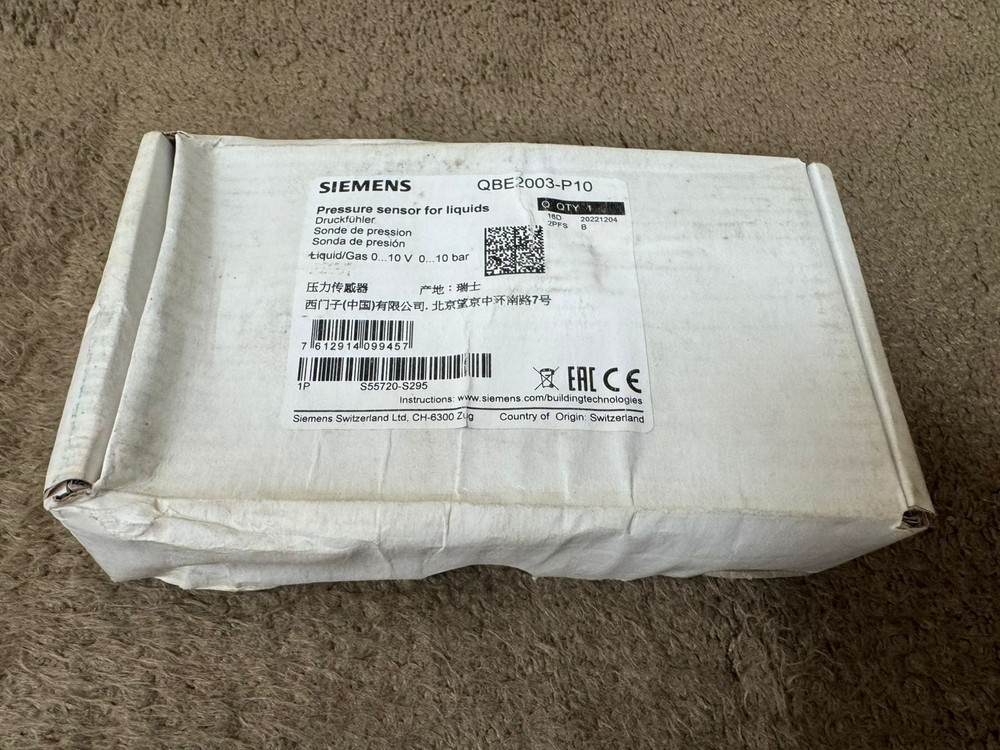 SIEMENS
QBE2003-P10
Pressure sensor for liquids
Druckfühler
Sonde de pression
Sonda de presión
Liquid/Gas 0...10 V 0...10 bar
QTY 1
16D 20221204
2PFS B
压力传感器 产地：瑞士
西门子(中国)有限公司. 北京望京中环南路7号
7 612914 099457
1P S55720-S295
EAC CE
Instructions: www.siemens.com/buildingtechnologies
Siemens Switzerland Ltd, CH-6300 Zug
Country of Origin: Switzerland